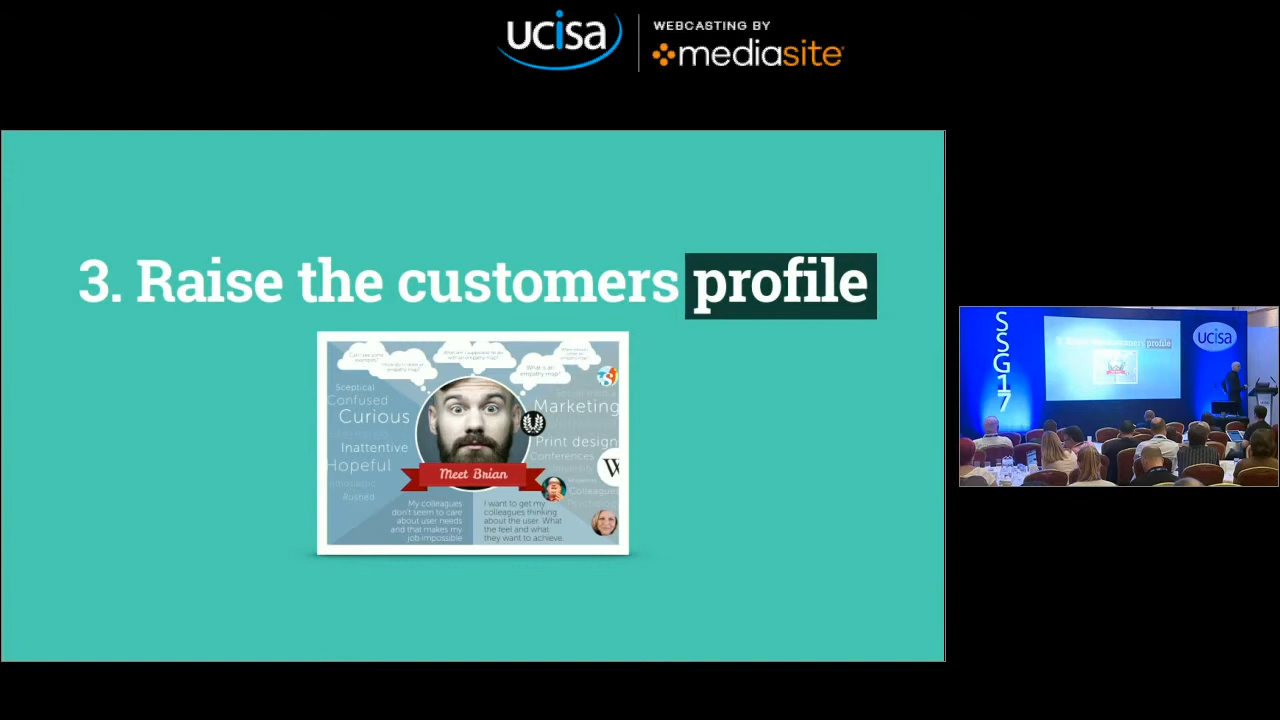 ucisa
WEBCASTING BY
mediasite
3. Raise the customers profile
What is an
empathy map?
Sceptical
Confused
Curious
Inattentive
Hopeful
Rushed
Marketing
Print design
Conferences
Colleagues
W
Meet Brian
My colleagues
don't seem to care
about user needs
and that makes my
job impossible
I want to get my
colleagues thinking
about the user. What
the feel and what
they want to achieve.
SSG17
ucisa
profile